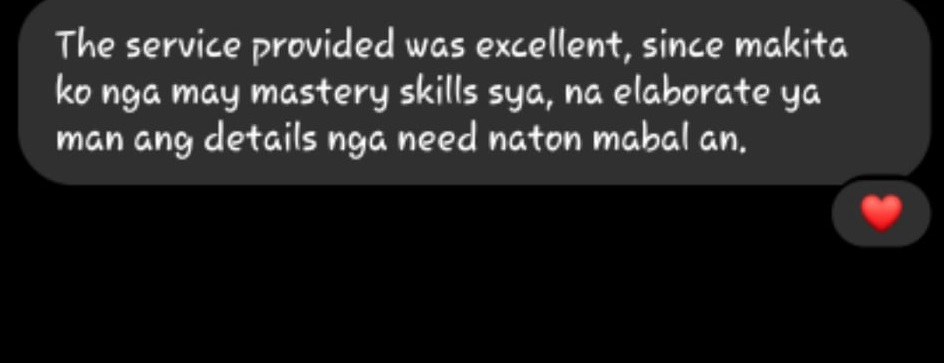 The service provided was excellent, since makita
ko nga may mastery skills sya, na elaborate ya
man ang details nga need naton mabal an.